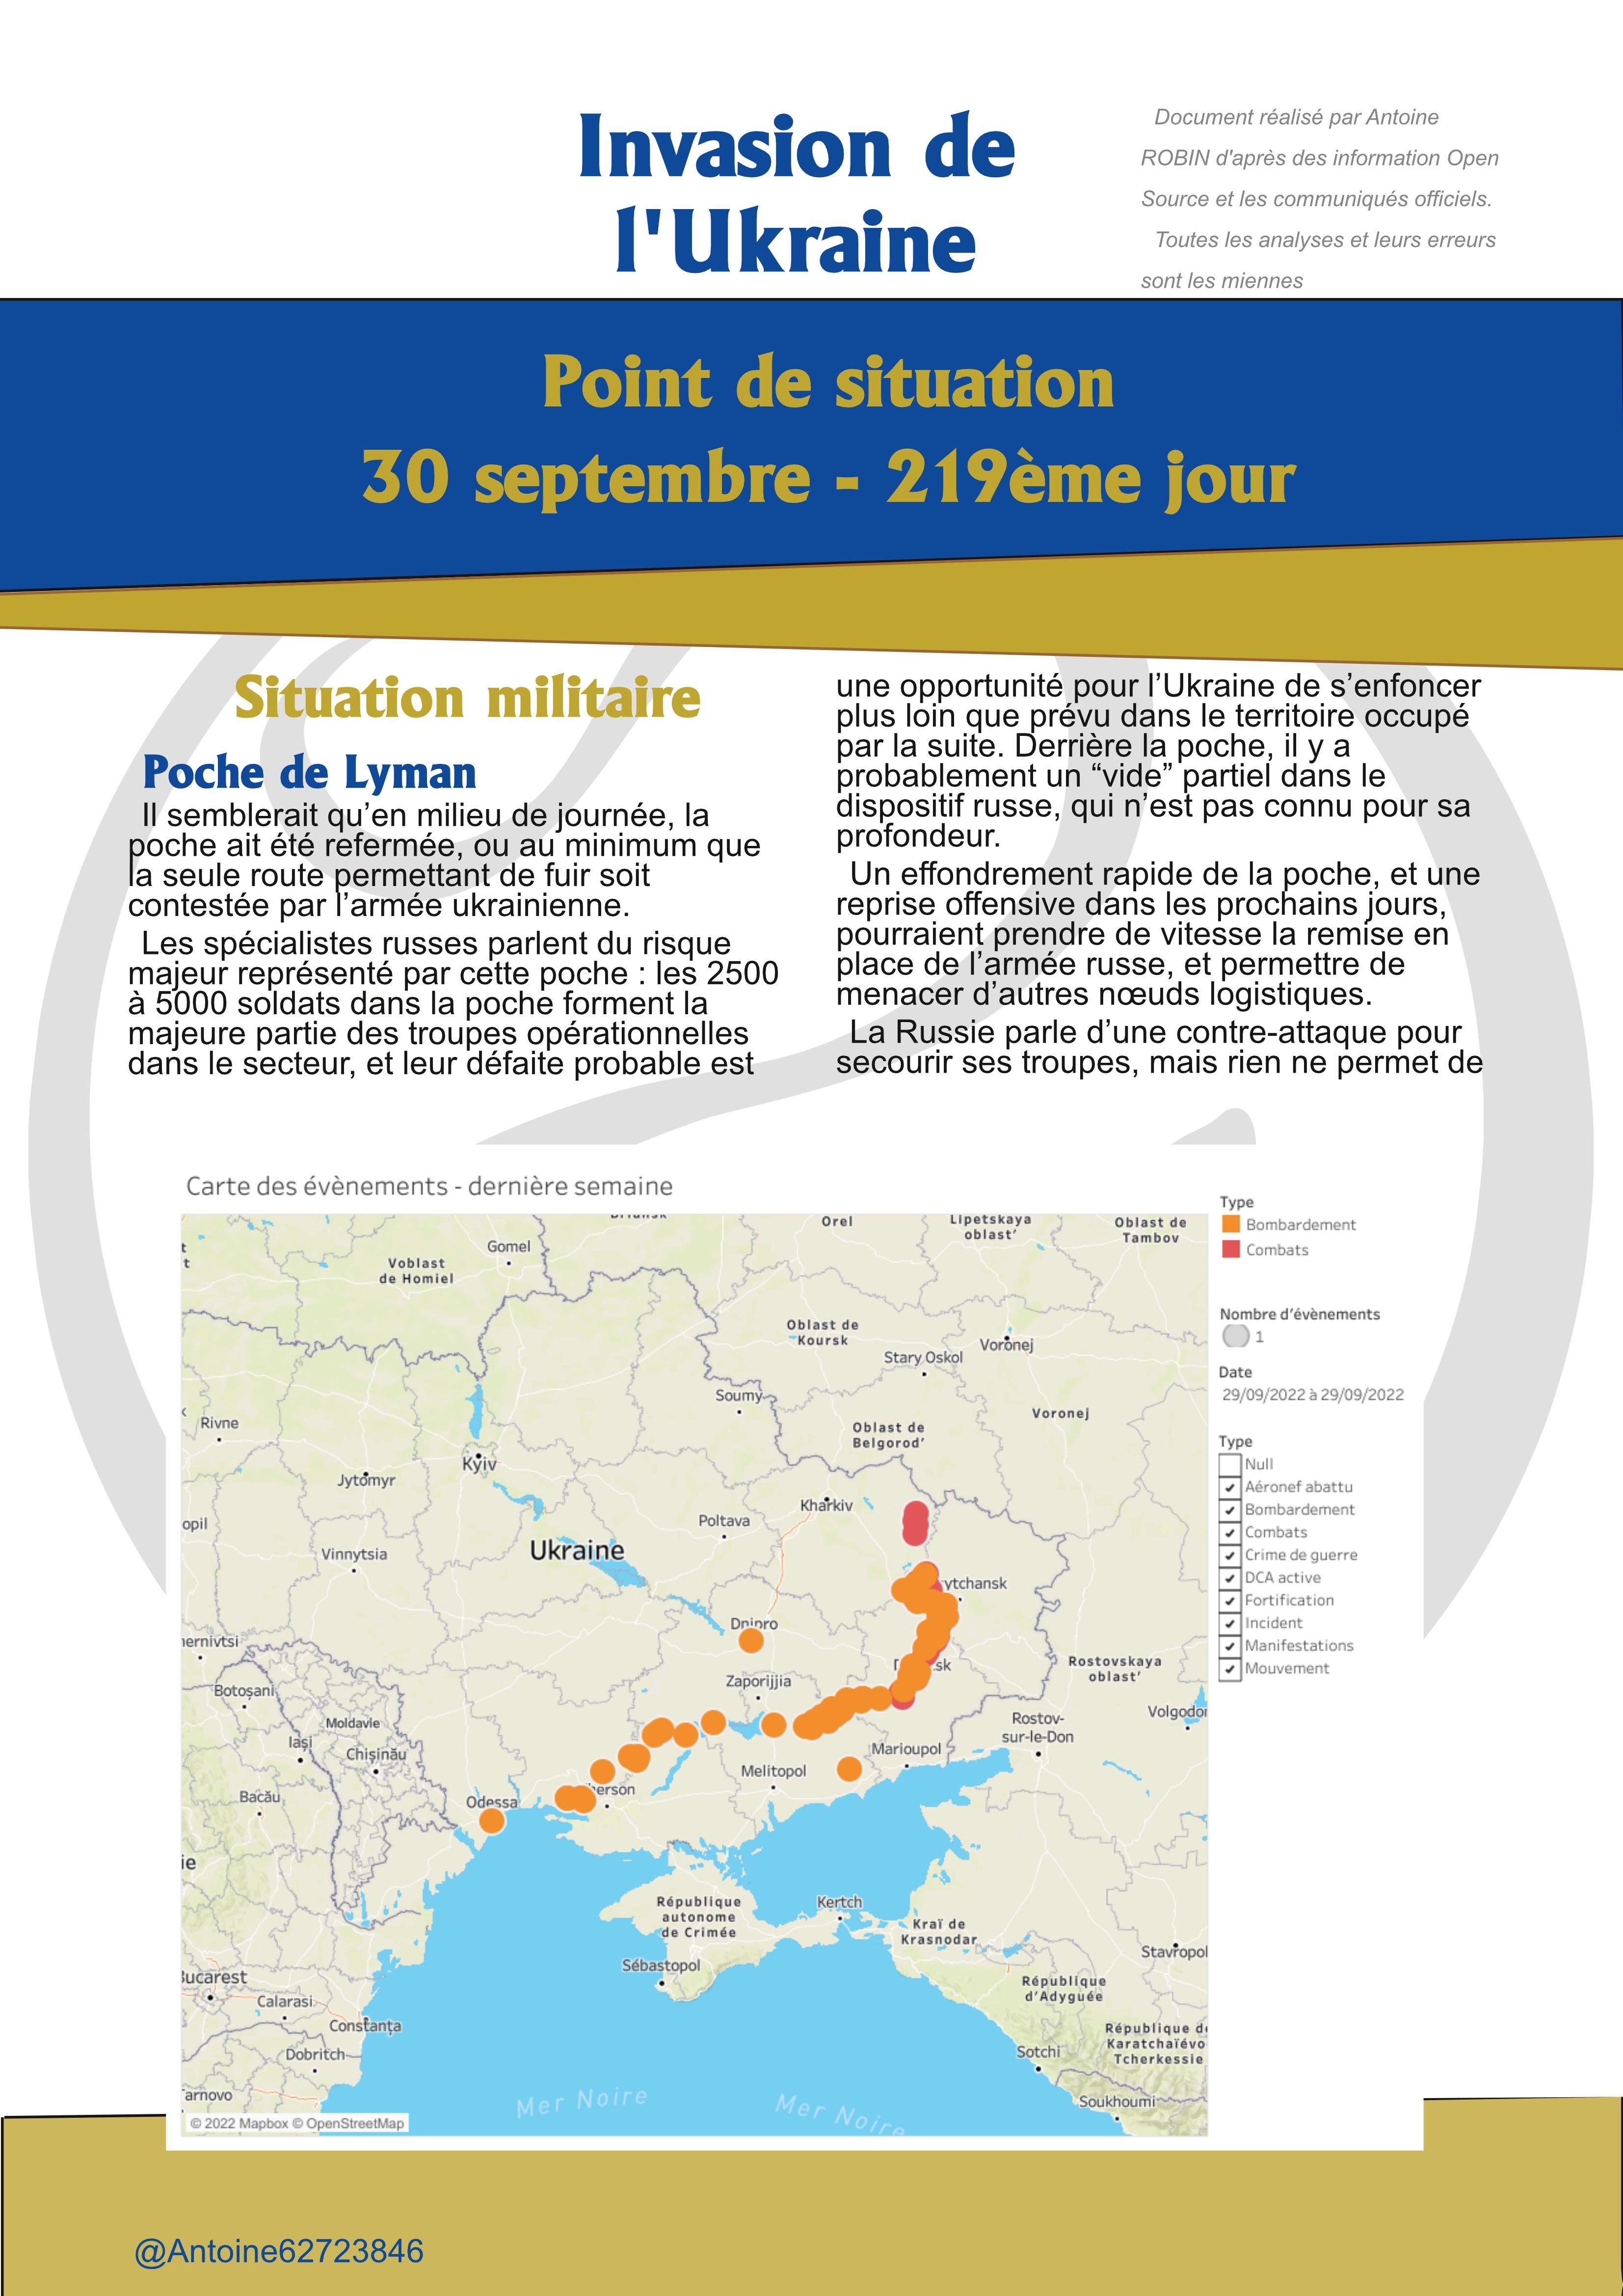 Invasion de
l'Ukraine
Document réalisé par Antoine
ROBIN d'après des information Open
Source et les communiqués officiels.
Toutes les analyses et leurs erreurs
sont les miennes
Point de situation
30 septembre - 219ème jour
Situation militaire
Poche de Lyman
Il semblerait qu’en milieu de journée, la
poche ait été refermée, ou au minimum que
la seule route permettant de fuir soit
contestée par l’armée ukrainienne.
Les spécialistes russes parlent du risque
majeur représenté par cette poche : les 2500
à 5000 soldats dans la poche forment la
majeure partie des troupes opérationnelles
dans le secteur, et leur défaite probable est
une opportunité pour l’Ukraine de s’enfoncer
plus loin que prévu dans le territoire occupé
par la suite. Derrière la poche, il y a
probablement un “vide” partiel dans le
dispositif russe, qui n’est pas connu pour sa
profondeur.
Un effondrement rapide de la poche, et une
reprise offensive dans les prochains jours,
pourraient prendre de vitesse la remise en
place de l’armée russe, et permettre de
menacer d’autres nœuds logistiques.
La Russie parle d’une contre-attaque pour
secourir ses troupes, mais rien ne permet de
Carte des évènements - dernière semaine
Orel
Lipetskaya
oblast’
Oblast de
Tambov
Gomel
Voblast
de Homiel
Oblast de
Koursk
Voronej
Stary Oskol
Soumy
Voronej
Rivne
Oblast de
Belgorod’
Kyiv
Jytomyr
Kharkiv
opil
Poltava
Vinnytsia
Ukraine
ytchansk
Dnipro
ernivtsi
sk
Rostovskaya
oblast’
Zaporijjia
Botoșani
Volgodon
Moldavie
Rostov-
sur-le-Don
Iași
Chișinău
Marioupol
Melitopol
Bacău
erson
Odessa
ie
République
autonome
de Crimée
Kertch
Kraï de
Krasnodar
Stavropol
Sébastopol
Bucarest
République
d’Adyguée
Calarasi
Constanța
République de
Karatchaïévo
Tcherkessie
Dobritch
Sotchi
arnovo
Mer Noire
Mer Noire
Soukhoumi
© 2022 Mapbox © OpenStreetMap
Type
Bombardement
Combats
Nombre d’évènements
1
Date
29/09/2022 à 29/09/2022
Type
Null
Aéronef abattu
Bombardement
Combats
Crime de guerre
DCA active
Fortification
Incident
Manifestations
Mouvement
@Antoine62723846